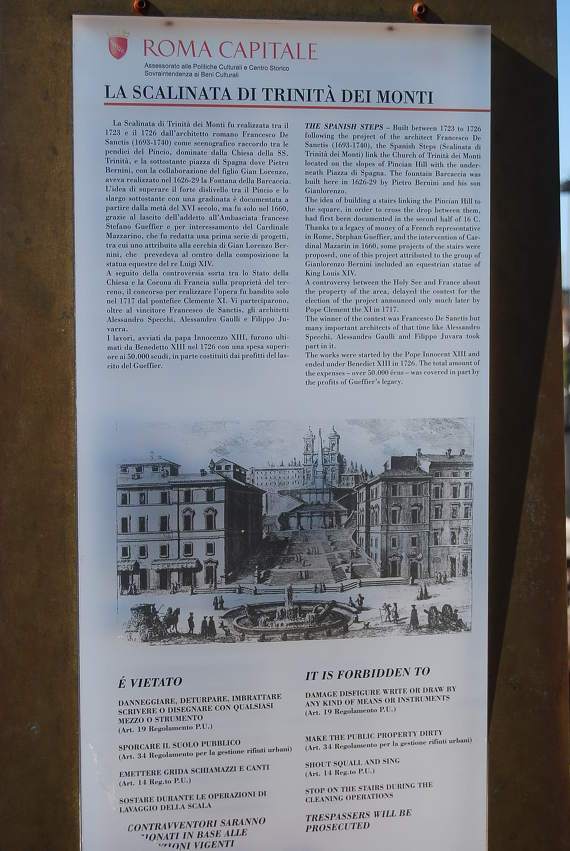 ROMA CAPITALE
Assessorato alle Politiche Culturali e Centro Storico
Sovraintendenza ai Beni Culturali
LA SCALINATA DI TRINITÀ DEI MONTI
La Scalinata di Trinità dei Monti fu realizzata tra il
1723 e il 1726 dall'architetto romano Francesco De
Sanctis (1693-1740) come scenografico raccordo tra le
pendici del Pincio, dominate dalla Chiesa della SS.
Trinità, e la sottostante piazza di Spagna dove Pietro
Bernini, con la collaborazione del figlio Gian Lorenzo,
aveva realizzato nel 1626-29 la Fontana della Barcaccia.
L'idea di superare il forte dislivello tra il Pincio e lo
slargo sottostante con una gradinata è documentata a
partire dalla metà del XVI secolo, ma fu solo nel 1660,
grazie al lascito dell'addetto all'Ambasciata francese
Stefano Gueffier e per interessamento del Cardinale
Mazzarino, che fu redatta una prima serie di progetti,
tra cui uno attribuito alla cerchia di Gian Lorenzo Ber-
nini, che prevedeva al centro della composizione la
statua equestre del re Luigi XIV.
A seguito della controversia sorta tra lo Stato della
Chiesa e la Corona di Francia sulla proprietà del ter-
reno, il concorso per realizzare l'opera fu bandito solo
nel 1717 dal pontefice Clemente XI. Vi parteciparono,
oltre al vincitore Francesco de Sanctis, gli architetti
Alessandro Specchi, Alessandro Gaulli e Filippo Ju-
varra.
I lavori, avviati da papa Innocenzo XIII, furono ultim-
ati da Benedetto XIII nel 1726 con una spesa superi-
ore ai 50.000 scudi, in parte costituiti dai profitti del las-
cito del Gueffier.
THE SPANISH STEPS – Built between 1723 to 1726
following the project of the architect Francesco De
Sanctis (1693-1740), the Spanish Steps (Scalinata di
Trinità dei Monti) link the Church of Trinità dei Monti
located on the slopes of Pincian Hill with the under-
neath Piazza di Spagna. The fountain Barcaccia was
built here in 1626-29 by Pietro Bernini and his son
Gianlorenzo.
The idea of building a stairs linking the Pincian Hill to
the square, in order to cross the drop between them,
had first been documented in the second half of 16 C.
Thanks to a legacy of money of a French representative
in Rome, Stephan Gueffier, and the intervention of Car-
dinal Mazarin in 1660, some projects of the stairs were
proposed, one of this project attributed to the group of
Gianlorenzo Bernini included an equestrian statue of
King Louis XIV.
A controversy between the Holy See and France about
the property of the area, delayed the contest for the
election of the project announced only much later by
Pope Clement the XI in 1717.
The winner of the contest was Francesco De Sanctis but
many important architects of that time like Alessandro
Specchi, Alessandro Gaulli and Filippo Juvara took
part in it.
The works were started by the Pope Innocent XIII and
ended under Benedict XIII in 1726. The total amount of
the expenses – over 50.000 écus – was covered in part by
the profits of Gueffier's legacy.
É VIETATO
DANNEGGIARE, DETURPARE, IMBRATTARE
SCRIVERE O DISEGNARE CON QUALSIASI
MEZZO O STRUMENTO
(Art. 19 Regolamento P.U.)
SPORCARE IL SUOLO PUBBLICO
(Art. 34 Regolamento per la gestione rifiuti urbani)
EMETTERE GRIDA SCHIAMAZZI E CANTI
(Art. 14 Reg.to P.U.)
SOSTARE DURANTE LE OPERAZIONI DI
LAVAGGIO DELLA SCALA
CONTRAVVENTORI SARANNO
IONATI IN BASE ALLE
ZIONI VIGENTI
IT IS FORBIDDEN TO
DAMAGE DISFIGURE WRITE OR DRAW BY
ANY KIND OF MEANS OR INSTRUMENTS
(Art. 19 Regolamento P.U.)
MAKE THE PUBLIC PROPERTY DIRTY
(Art. 34 Regolamento per la gestione rifiuti urbani)
SHOUT SQUALL AND SING
(Art. 14 Reg.to P.U.)
STOP ON THE STAIRS DURING THE
CLEANING OPERATIONS
TRESPASSERS WILL BE
PROSECUTED